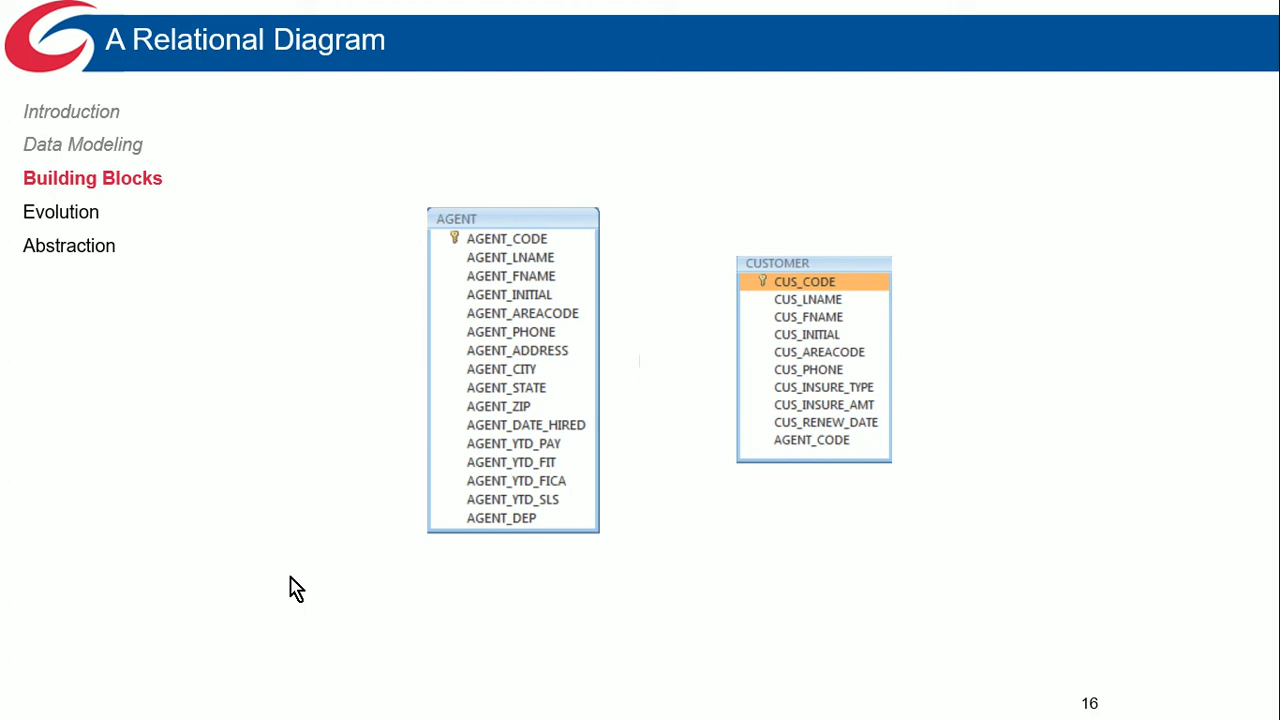 A Relational Diagram
Introduction
Data Modeling
Building Blocks
Evolution
Abstraction
AGENT
AGENT_CODE
AGENT_LNAME
AGENT_FNAME
AGENT_INITIAL
AGENT_AREACODE
AGENT_PHONE
AGENT_ADDRESS
AGENT_CITY
AGENT_STATE
AGENT_ZIP
AGENT_DATE_HIRED
AGENT_YTD_PAY
AGENT_YTD_FIT
AGENT_YTD_FICA
AGENT_YTD_SLS
AGENT_DEP
CUSTOMER
CUS_CODE
CUS_LNAME
CUS_FNAME
CUS_INITIAL
CUS_AREACODE
CUS_PHONE
CUS_INSURE_TYPE
CUS_INSURE_AMT
CUS_RENEW_DATE
AGENT_CODE
16